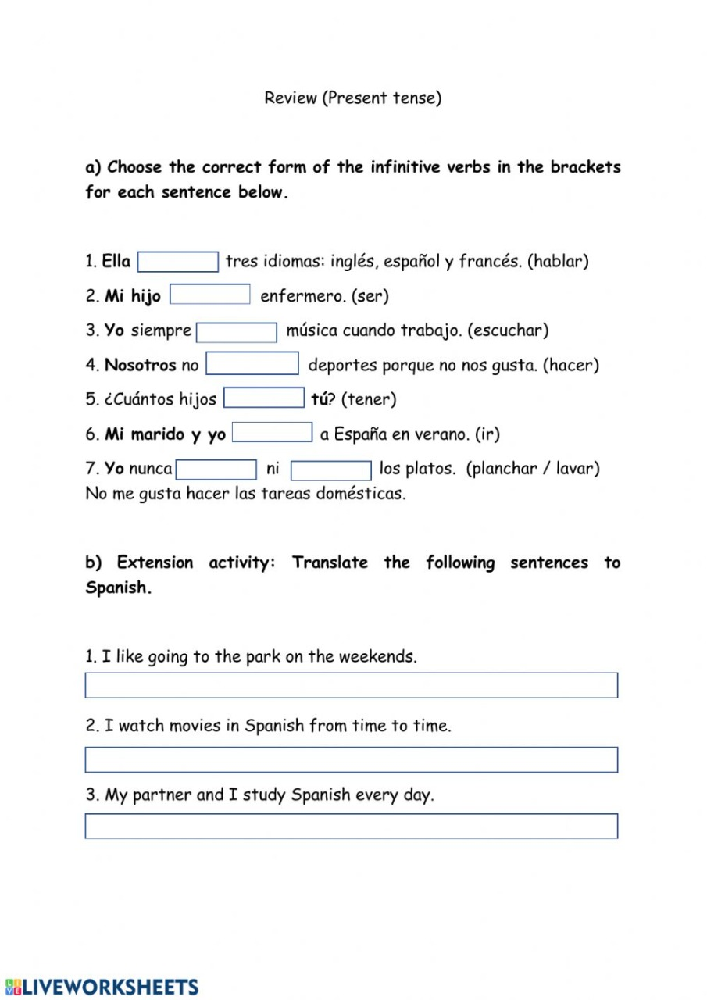 Review (Present tense)
a) Choose the correct form of the infinitive verbs in the brackets
for each sentence below.
1. Ella tres idiomas: inglés, español y francés. (hablar)
2. Mi hijo enfermero. (ser)
3. Yo siempre música cuando trabajo. (escuchar)
4. Nosotros no deportes porque no nos gusta. (hacer)
5. ¿Cuántos hijos tú? (tener)
6. Mi marido y yo a España en verano. (ir)
7. Yo nunca ni los platos. (planchar / lavar)
No me gusta hacer las tareas domésticas.
b) Extension activity: Translate the following sentences to
Spanish.
1. I like going to the park on the weekends.
2. I watch movies in Spanish from time to time.
3. My partner and I study Spanish every day.
LIVE LIVEWORKSHEETS